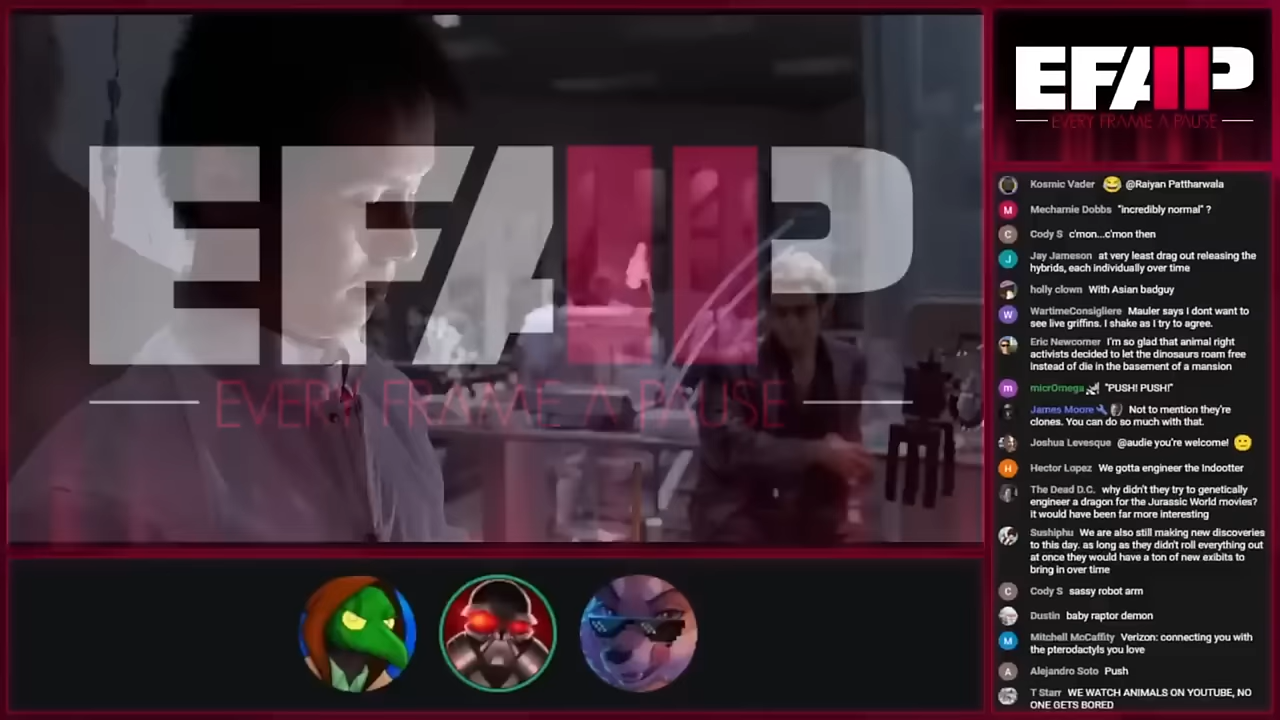 EFAP
EVERY FRAME A PAUSE
EFAP
EVERY FRAME A PAUSE
Kosmic Vader 😂 @Raiyan Pattharwala
Mechamie Dobbs "incredibly normal" ?
Cody S c'mon...c'mon then
Jay Jameson at very least drag out releasing the
hybrids, each individually over time
holly clown With Asian badguy
WartimeConsigliere Mauler says I dont want to
see live griffins. I shake as I try to agree.
Eric Newcomer I'm so glad that animal right
activists decided to let the dinosaurs roam free
instead of die in the basement of a mansion
micr0mega "PUSH! PUSH!"
James Moore Not to mention they're
clones. You can do so much with that.
Joshua Levesque @audie you're welcome! 🙂
Hector Lopez We gotta engineer the Indootter
The Dead D.C. why didn't they try to genetically
engineer a dragon for the Jurassic World movies?
it would have been far more interesting
Sushiphu We are also still making new discoveries
to this day. as long as they didn't roll everything out
at once they would have a ton of new exibits to
bring in over time
Cody S sassy robot arm
Dustin baby raptor demon
Mitchell McCaffity Verizon: connecting you with
the pterodactyls you love
Alejandro Soto Push
T Starr WE WATCH ANIMALS ON YOUTUBE, NO
ONE GETS BORED